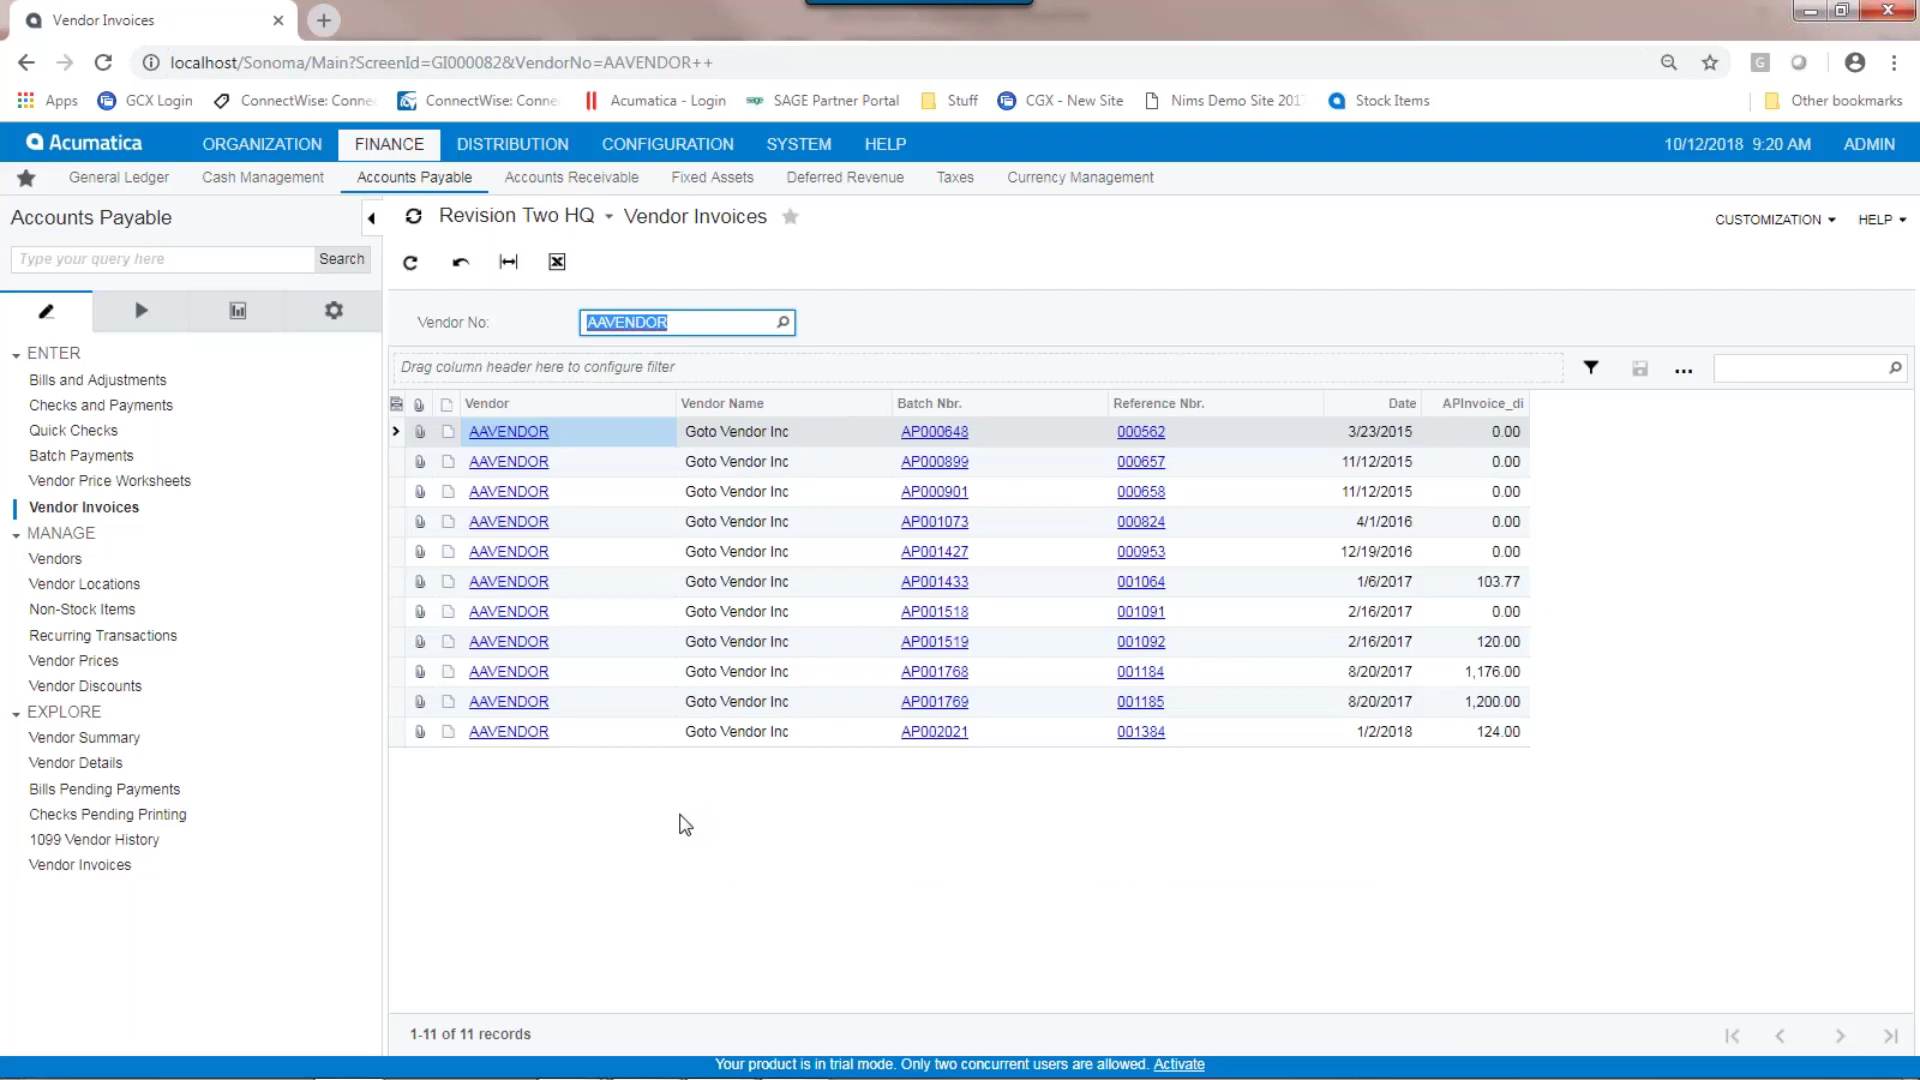 Vendor Invoices
localhost/Sonoma/Main?ScreenId=GI000082&VendorNo=AAVENDOR++
Apps GCX Login ConnectWise: Conne ConnectWise: Conne Acumatica - Login SAGE Partner Portal Stuff CGX - New Site Nims Demo Site 201 Stock Items Other bookmarks
Acumatica ORGANIZATION FINANCE DISTRIBUTION CONFIGURATION SYSTEM HELP 10/12/2018 9:20 AM ADMIN
General Ledger Cash Management Accounts Payable Accounts Receivable Fixed Assets Deferred Revenue Taxes Currency Management
Accounts Payable
Type your query here Search
ENTER
Bills and Adjustments
Checks and Payments
Quick Checks
Batch Payments
Vendor Price Worksheets
Vendor Invoices
MANAGE
Vendors
Vendor Locations
Non-Stock Items
Recurring Transactions
Vendor Prices
Vendor Discounts
EXPLORE
Vendor Summary
Vendor Details
Bills Pending Payments
Checks Pending Printing
1099 Vendor History
Vendor Invoices
Revision Two HQ Vendor Invoices
CUSTOMIZATION HELP
Vendor No: AAVENDOR
Drag column header here to configure filter
Vendor Vendor Name Batch Nbr. Reference Nbr. Date APInvoice_di
AAVENDOR Goto Vendor Inc AP000648 000562 3/23/2015 0.00
AAVENDOR Goto Vendor Inc AP000899 000657 11/12/2015 0.00
AAVENDOR Goto Vendor Inc AP000901 000658 11/12/2015 0.00
AAVENDOR Goto Vendor Inc AP001073 000824 4/1/2016 0.00
AAVENDOR Goto Vendor Inc AP001427 000953 12/19/2016 0.00
AAVENDOR Goto Vendor Inc AP001433 001064 1/6/2017 103.77
AAVENDOR Goto Vendor Inc AP001518 001091 2/16/2017 0.00
AAVENDOR Goto Vendor Inc AP001519 001092 2/16/2017 120.00
AAVENDOR Goto Vendor Inc AP001768 001184 8/20/2017 1,176.00
AAVENDOR Goto Vendor Inc AP001769 001185 8/20/2017 1,200.00
AAVENDOR Goto Vendor Inc AP002021 001384 1/2/2018 124.00
1-11 of 11 records
Your product is in trial mode. Only two concurrent users are allowed. Activate